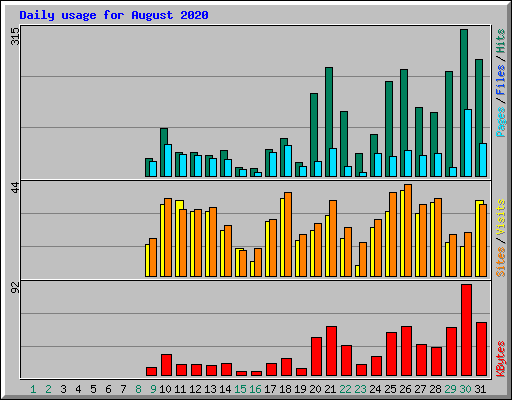 Daily usage for August 2020
315
Pages / Files / Hits
44
Sites / Visits
92
KBytes
1 2 3 4 5 6 7 8 9 10 11 12 13 14 15 16 17 18 19 20 21 22 23 24 25 26 27 28 29 30 31